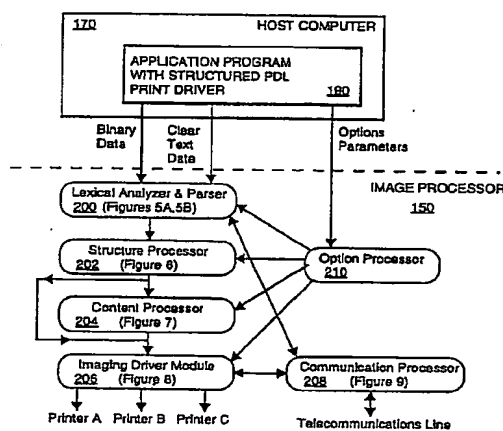 170 HOST COMPUTER
APPLICATION PROGRAM
WITH STRUCTURED PDL
PRINT DRIVER 180
Binary
Data
Clear
Text
Data
Options
Parameters
IMAGE PROCESSOR
150
Lexical Analyzer & Parser
200 (Figures 5A,5B)
Structure Processor
202 (Figure 6)
Option Processor
210
Content Processor
204 (Figure 7)
Imaging Driver Module
206 (Figure 8)
Communication Processor
208 (Figure 9)
Printer A Printer B Printer C
Telecommunications Line